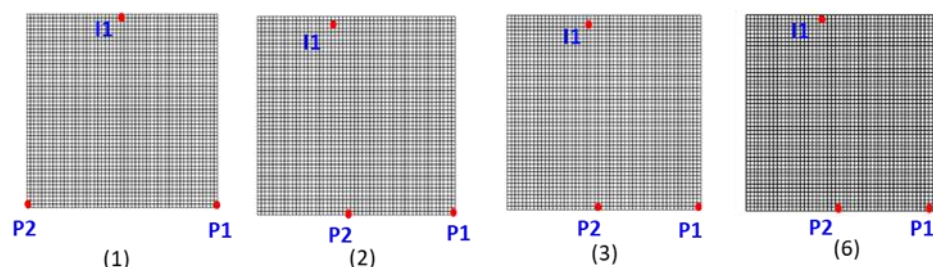 I1 I1 I1 I1
P2 P1 P2 P1 P2 P1 P2 P1
(1) (2) (3) (6)